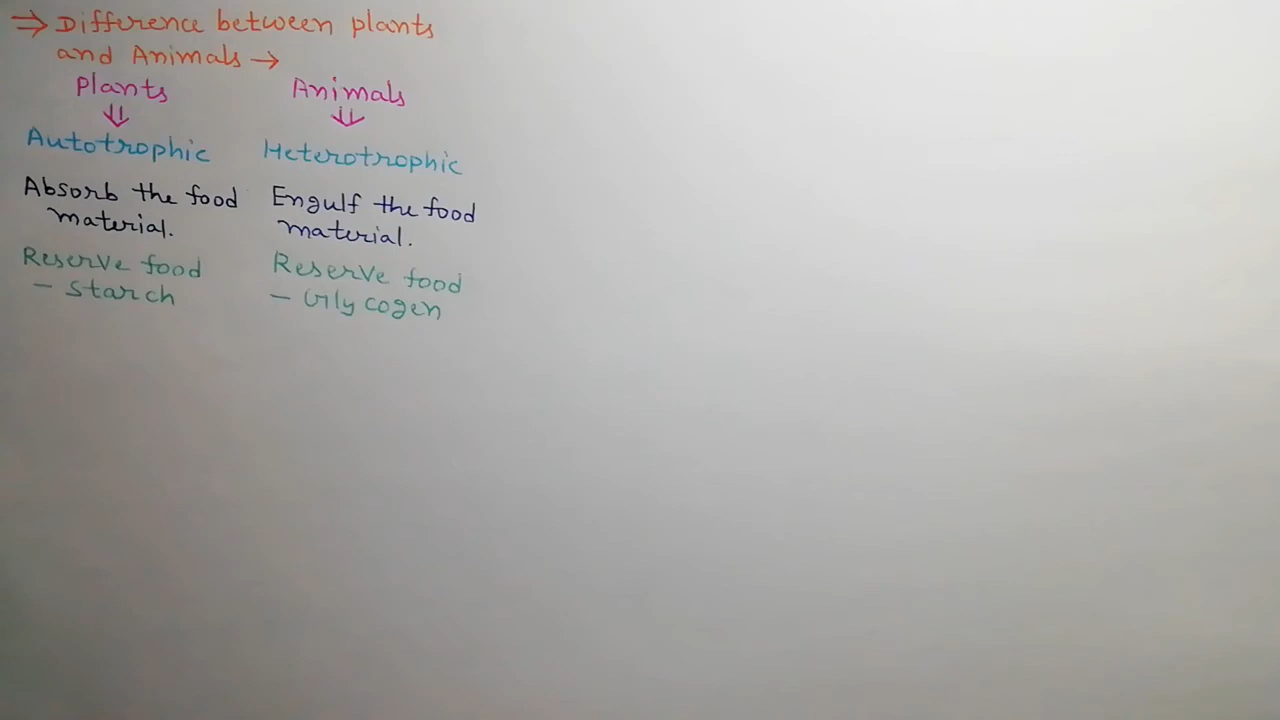 ⇒ Difference between plants
and Animals →
Plants
⇓
Autotrophic
Absorb the food
material.
Reserve food
- Starch
Animals
⇓
Heterotrophic
Engulf the food
material.
Reserve food
- Glycogen